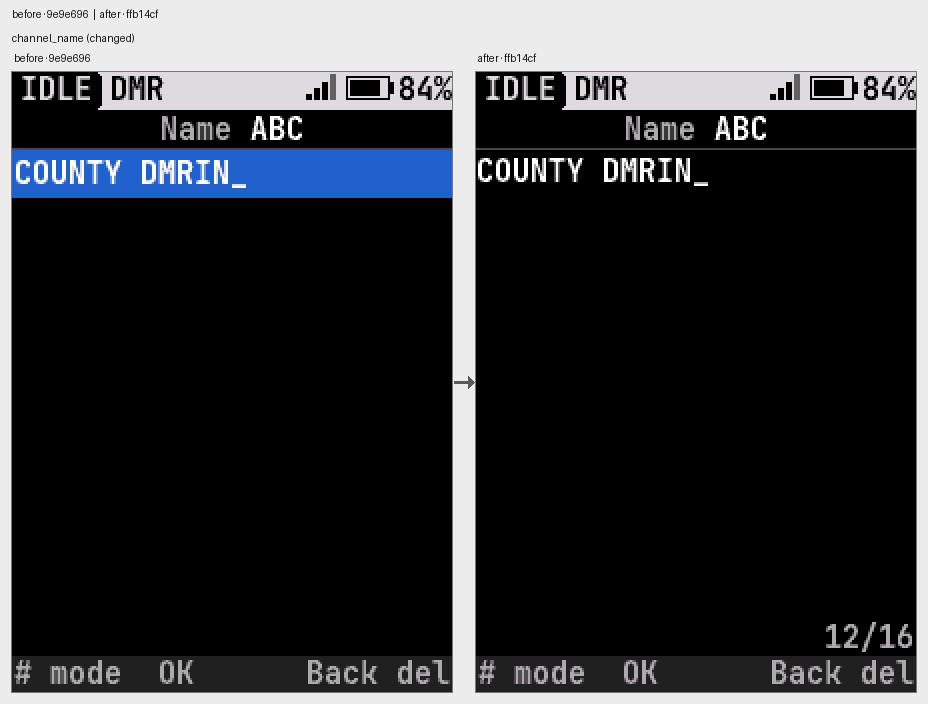 before·9e9e696 | after·ffb14cf
channel_name (changed)
before·9e9e696
IDLE DMR 84%
Name ABC
COUNTY DMRIN_
# mode OK Back del
after·ffb14cf
IDLE DMR 84%
Name ABC
COUNTY DMRIN_
12/16
# mode OK Back del